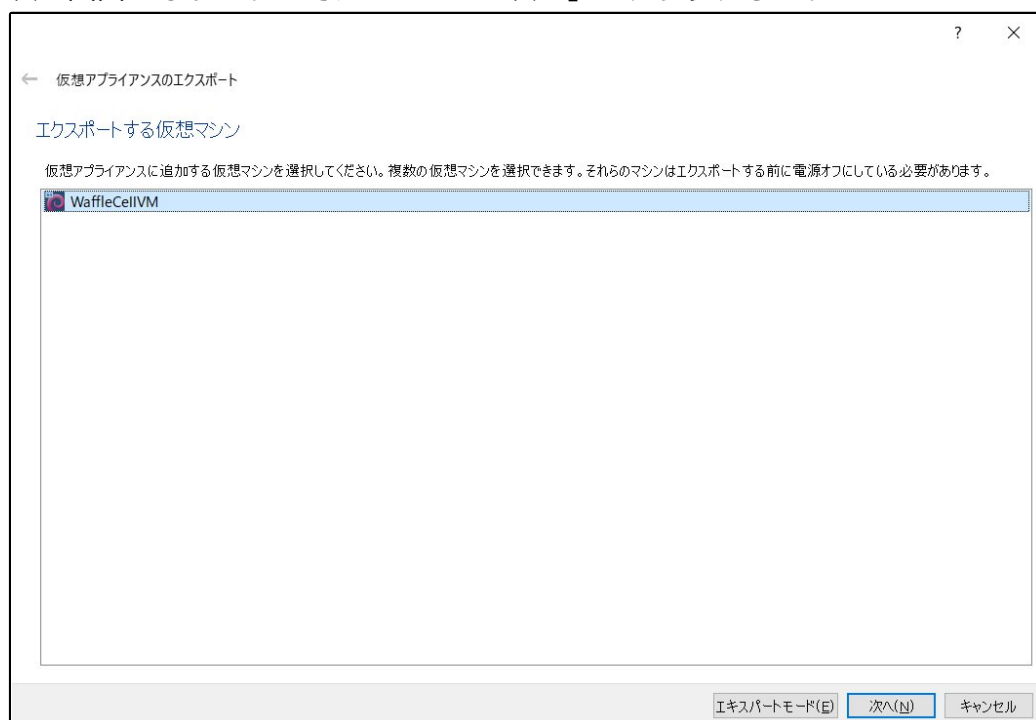 ?
← 仮想アプライアンスのエクスポート
エクスポートする仮想マシン
仮想アプライアンスに追加する仮想マシンを選択してください。複数の仮想マシンを選択できます。それらのマシンはエクスポートする前に電源オフにしている必要があります。
WaffleCellVM
エキスパートモード(E) 次へ(N) キャンセル